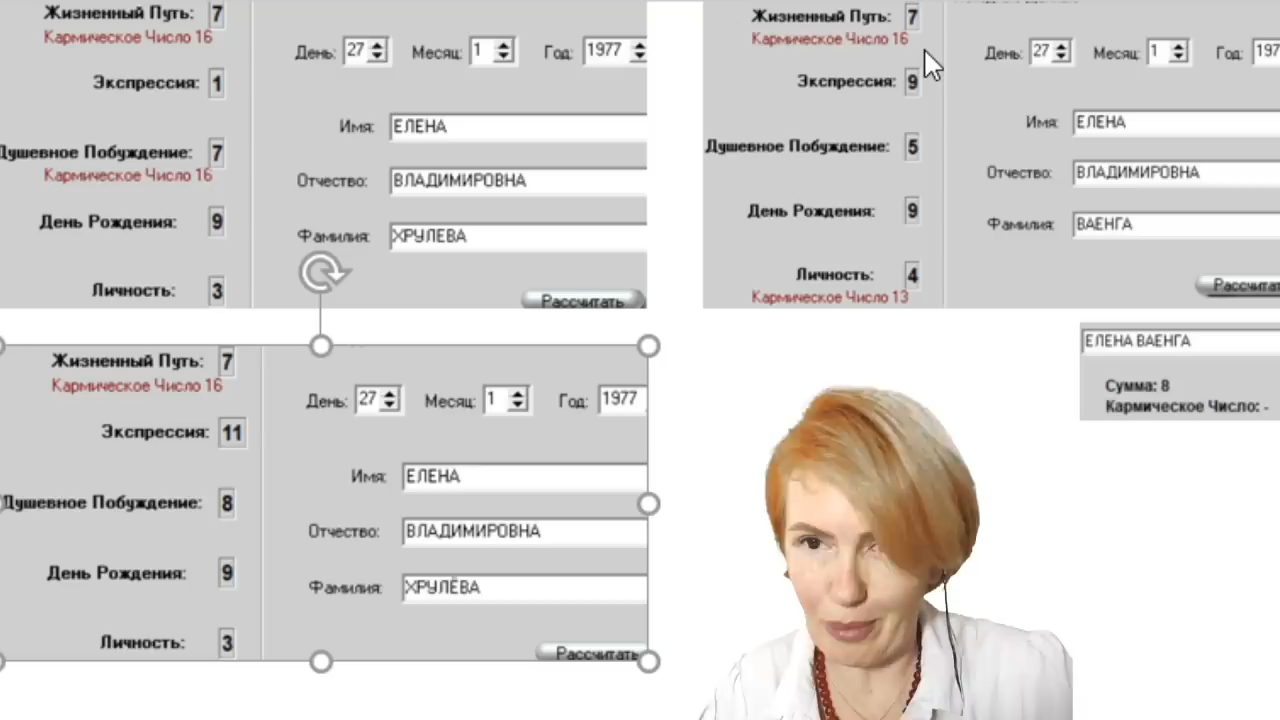 Жизненный Путь: 7
Кармическое Число 16
День: 27 Месяц: 1 Год: 1977
Экспрессия: 1
Имя: ЕЛЕНА
Душевное Побуждение: 7
Кармическое Число 16
Отчество: ВЛАДИМИРОВНА
День Рождения: 9
Фамилия: ХРУЛЕВА
Личность: 3
Рассчитать
Жизненный Путь: 7
Кармическое Число 16
День: 27 Месяц: 1 Год: 197
Экспрессия: 9
Имя: ЕЛЕНА
Душевное Побуждение: 5
Отчество: ВЛАДИМИРОВНА
День Рождения: 9
Фамилия: ВАЕНГА
Личность: 4
Кармическое Число 13
Рассчитат
Жизненный Путь: 7
Кармическое Число 16
День: 27 Месяц: 1 Год: 1977
Экспрессия: 11
Имя: ЕЛЕНА
Душевное Побуждение: 8
Отчество: ВЛАДИМИРОВНА
День Рождения: 9
Фамилия: ХРУЛЁВА
Личность: 3
Рассчитать
ЕЛЕНА ВАЕНГА
Сумма: 8
Кармическое Число: -